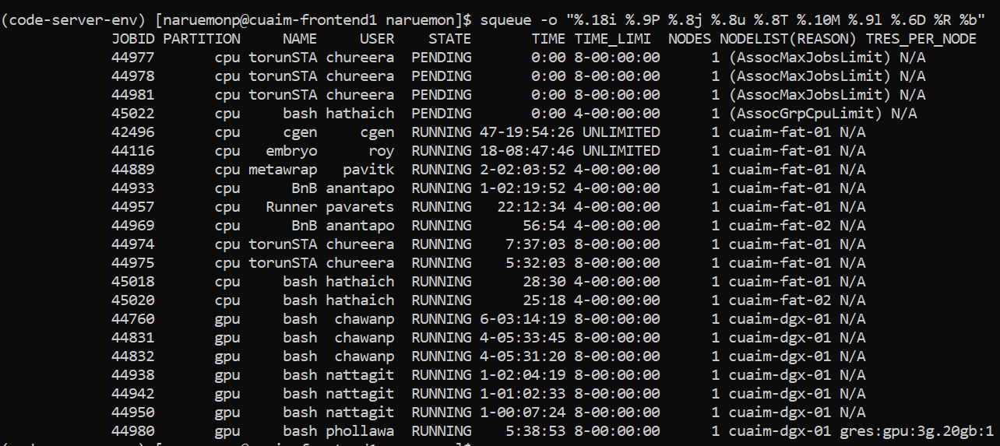 (code-server-env) [naruemonp@cuaim-frontend1 naruemon]$ squeue -o "%.18i %.9P %.8j %.8u %.8T %.10M %.9l %.6D %R %b"
JOBID PARTITION NAME USER STATE TIME TIME_LIMI NODES NODELIST(REASON) TRES_PER_NODE
44977 cpu torunSTA chureera PENDING 0:00 8-00:00:00 1 (AssocMaxJobsLimit) N/A
44978 cpu torunSTA chureera PENDING 0:00 8-00:00:00 1 (AssocMaxJobsLimit) N/A
44981 cpu torunSTA chureera PENDING 0:00 8-00:00:00 1 (AssocMaxJobsLimit) N/A
45022 cpu bash hathaich PENDING 0:00 4-00:00:00 1 (AssocGrpCpuLimit) N/A
42496 cpu cgen cgen RUNNING 47-19:54:26 UNLIMITED 1 cuaim-fat-01 N/A
44116 cpu embryo roy RUNNING 18-08:47:46 UNLIMITED 1 cuaim-fat-01 N/A
44889 cpu metawrap pavitk RUNNING 2-02:03:52 4-00:00:00 1 cuaim-fat-01 N/A
44933 cpu BnB anantapo RUNNING 1-02:19:52 4-00:00:00 1 cuaim-fat-01 N/A
44957 cpu Runner pavarets RUNNING 22:12:34 4-00:00:00 1 cuaim-fat-01 N/A
44969 cpu BnB anantapo RUNNING 56:54 4-00:00:00 1 cuaim-fat-02 N/A
44974 cpu torunSTA chureera RUNNING 7:37:03 8-00:00:00 1 cuaim-fat-01 N/A
44975 cpu torunSTA chureera RUNNING 5:32:03 8-00:00:00 1 cuaim-fat-01 N/A
45018 cpu bash hathaich RUNNING 28:30 4-00:00:00 1 cuaim-fat-01 N/A
45020 cpu bash hathaich RUNNING 25:18 4-00:00:00 1 cuaim-fat-02 N/A
44760 gpu bash chawanp RUNNING 6-03:14:19 8-00:00:00 1 cuaim-dgx-01 N/A
44831 gpu bash chawanp RUNNING 4-05:33:45 8-00:00:00 1 cuaim-dgx-01 N/A
44832 gpu bash chawanp RUNNING 4-05:31:20 8-00:00:00 1 cuaim-dgx-01 N/A
44938 gpu bash nattagit RUNNING 1-02:04:19 8-00:00:00 1 cuaim-dgx-01 N/A
44942 gpu bash nattagit RUNNING 1-01:02:33 8-00:00:00 1 cuaim-dgx-01 N/A
44950 gpu bash nattagit RUNNING 1-00:07:24 8-00:00:00 1 cuaim-dgx-01 N/A
44980 gpu bash phollawa RUNNING 5:38:53 8-00:00:00 1 cuaim-dgx-01 gres:gpu:3g.20gb:1
(code-server-env) [naruemonp@cuaim-frontend1 naruemon]$